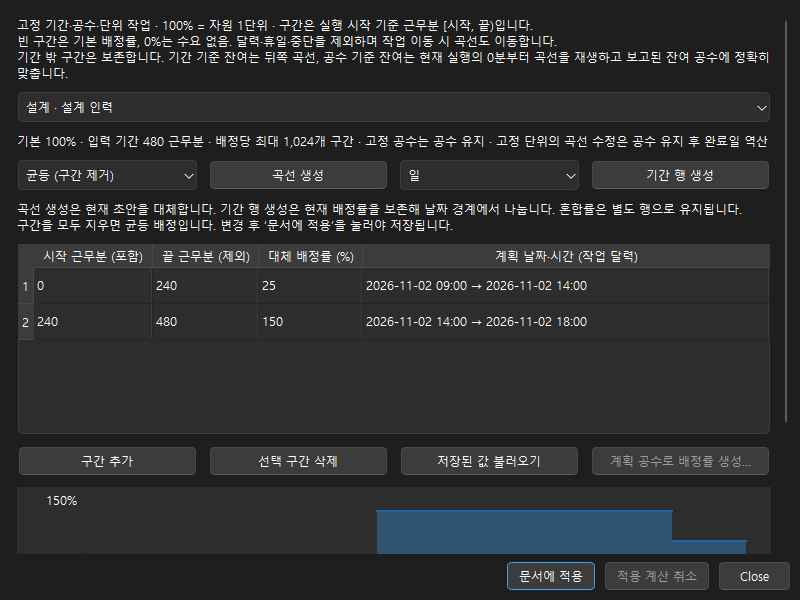 고정 기간·공수·단위 작업 · 100% = 자원 1단위 · 구간은 실행 시작 기준 근무분 [시작, 끝)입니다.
빈 구간은 기본 배정률, 0%는 수요 없음. 달력·휴일·중단을 제외하며 작업 이동 시 곡선도 이동합니다.
기간 밖 구간은 보존합니다. 기간 기준 잔여는 뒤쪽 곡선, 공수 기준 잔여는 현재 실행의 0분부터 곡선을 재생하고 보고된 잔여 공수에 정확히
맞춥니다.
설계 · 설계 인력
기본 100% · 입력 기간 480 근무분 · 배정당 최대 1,024개 구간 · 고정 공수는 공수 유지 · 고정 단위의 곡선 수정은 공수 유지 후 완료일 역산
균등 (구간 제거) 곡선 생성 일 기간 행 생성
곡선 생성은 현재 초안을 대체합니다. 기간 행 생성은 현재 배정률을 보존해 날짜 경계에서 나눕니다. 혼합률은 별도 행으로 유지됩니다.
구간을 모두 지우면 균등 배정입니다. 변경 후 '문서에 적용'을 눌러야 저장됩니다.
시작 근무분 (포함) 끝 근무분 (제외) 대체 배정률 (%) 계획 날짜·시간 (작업 달력)
1 0 240 25 2026-11-02 09:00 → 2026-11-02 14:00
2 240 480 150 2026-11-02 14:00 → 2026-11-02 18:00
구간 추가 선택 구간 삭제 저장된 값 불러오기 계획 공수로 배정률 생성...
150%
문서에 적용 적용 계산 취소 Close